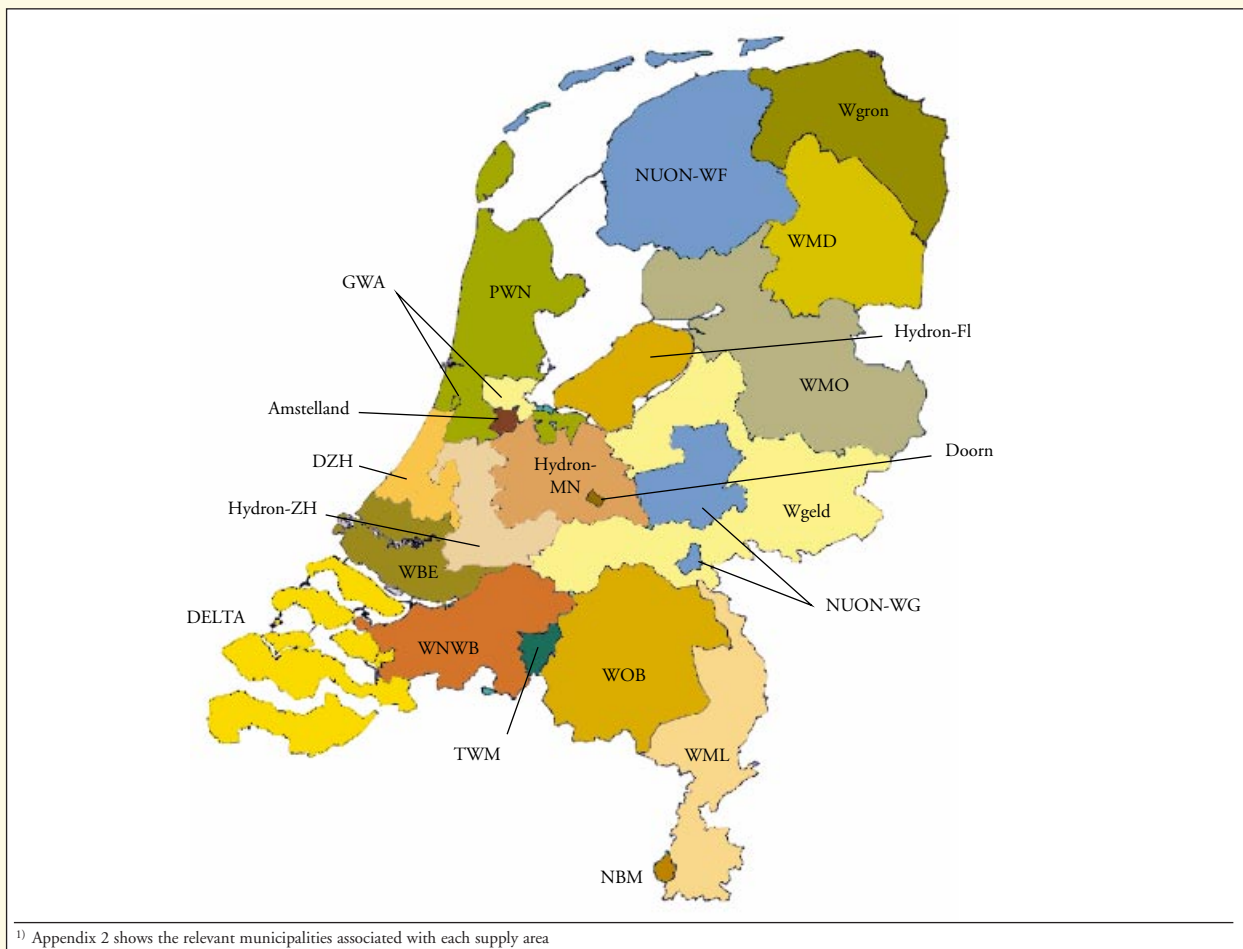 Wgron
NUON-WF
WMD
GWA
PWN
Hydron-Fl
WMO
Amstelland
Doorn
DZH
Hydron-
MN
Hydron-ZH
Wgeld
WBE
NUON-WG
DELTA
WNWB
WOB
TWM
WML
NBM
1) Appendix 2 shows the relevant municipalities associated with each supply area